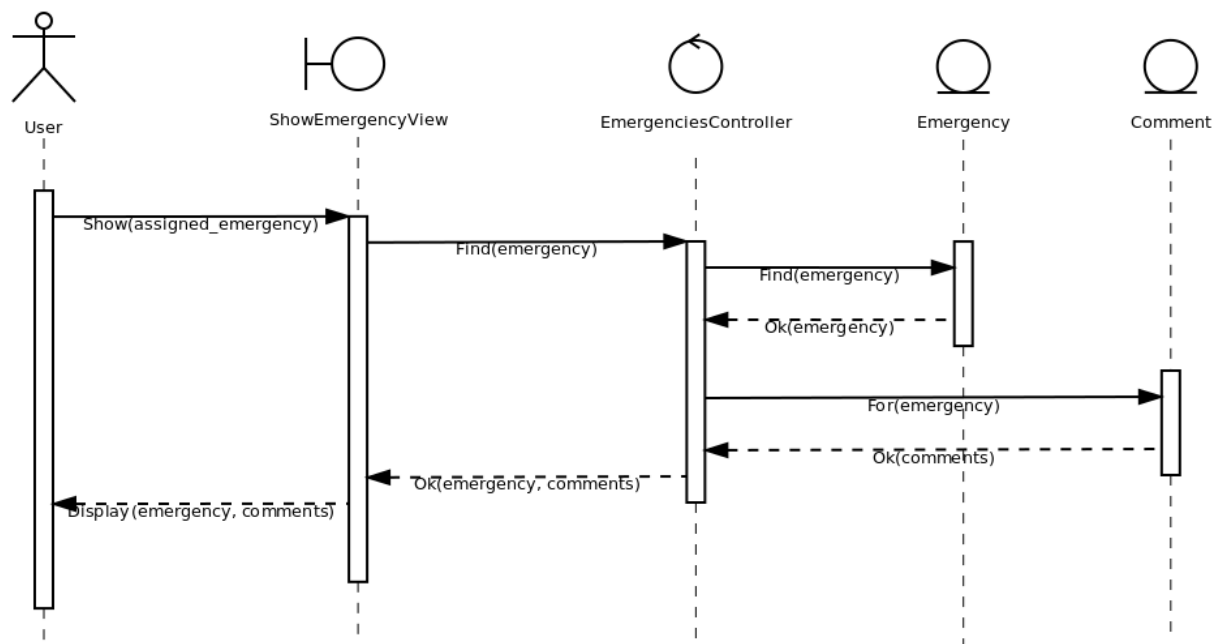 User
ShowEmergencyView
EmergenciesController
Emergency
Comment
Show(assigned_emergency)
Find(emergency)
Find(emergency)
Ok(emergency)
For(emergency)
Ok(comments)
Ok(emergency, comments)
Display(emergency, comments)